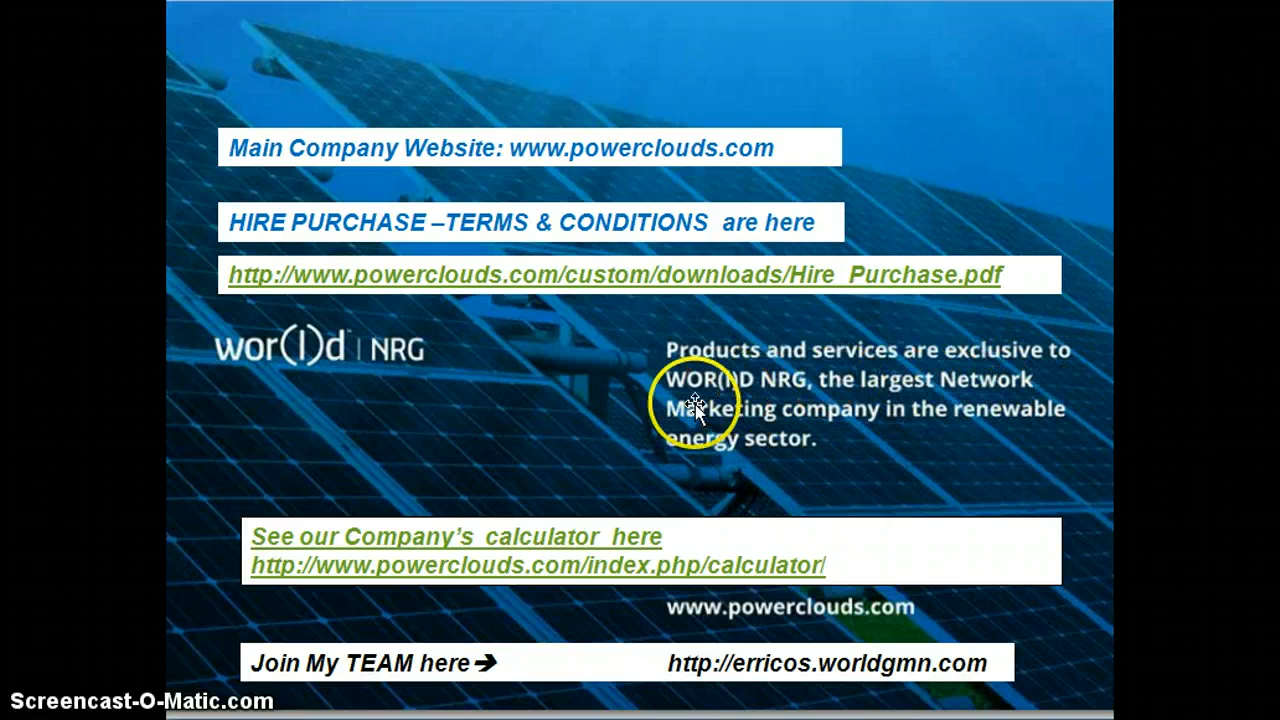 Main Company Website: www.powerclouds.com
HIRE PURCHASE –TERMS & CONDITIONS  are here
http://www.powerclouds.com/custom/downloads/Hire_Purchase.pdf
wor(l)d™ | NRG
Products and services are exclusive to
WOR(l)D NRG, the largest Network
Marketing company in the renewable
energy sector.
See our Company’s  calculator  here
http://www.powerclouds.com/index.php/calculator/
www.powerclouds.com
Join My TEAM here➔ http://erricos.worldgmn.com
Screencast-O-Matic.com